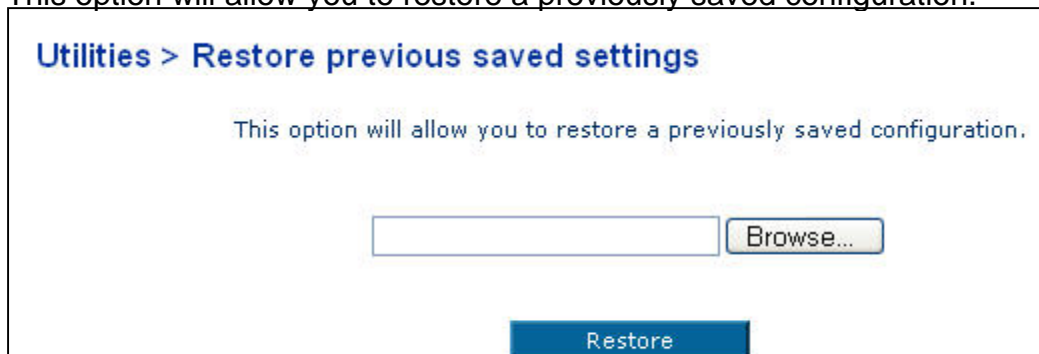 This option will allow you to restore a previously saved configuration.
Utilities > Restore previous saved settings
This option will allow you to restore a previously saved configuration.
Browse...
Restore